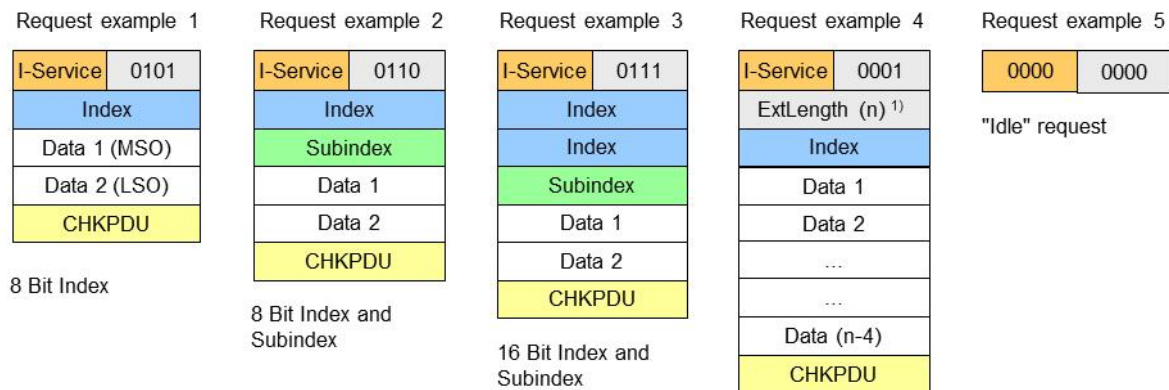 Request example 1
I-Service 0101
Index
Data 1 (MSO)
Data 2 (LSO)
CHKPDU
8 Bit Index
Request example 2
I-Service 0110
Index
Subindex
Data 1
Data 2
CHKPDU
8 Bit Index and
Subindex
Request example 3
I-Service 0111
Index
Index
Subindex
Data 1
Data 2
CHKPDU
16 Bit Index and
Subindex
Request example 4
I-Service 0001
ExtLength (n) 1)
Index
Data 1
Data 2
...
...
Data (n-4)
CHKPDU
Request example 5
0000 0000
"Idle" request